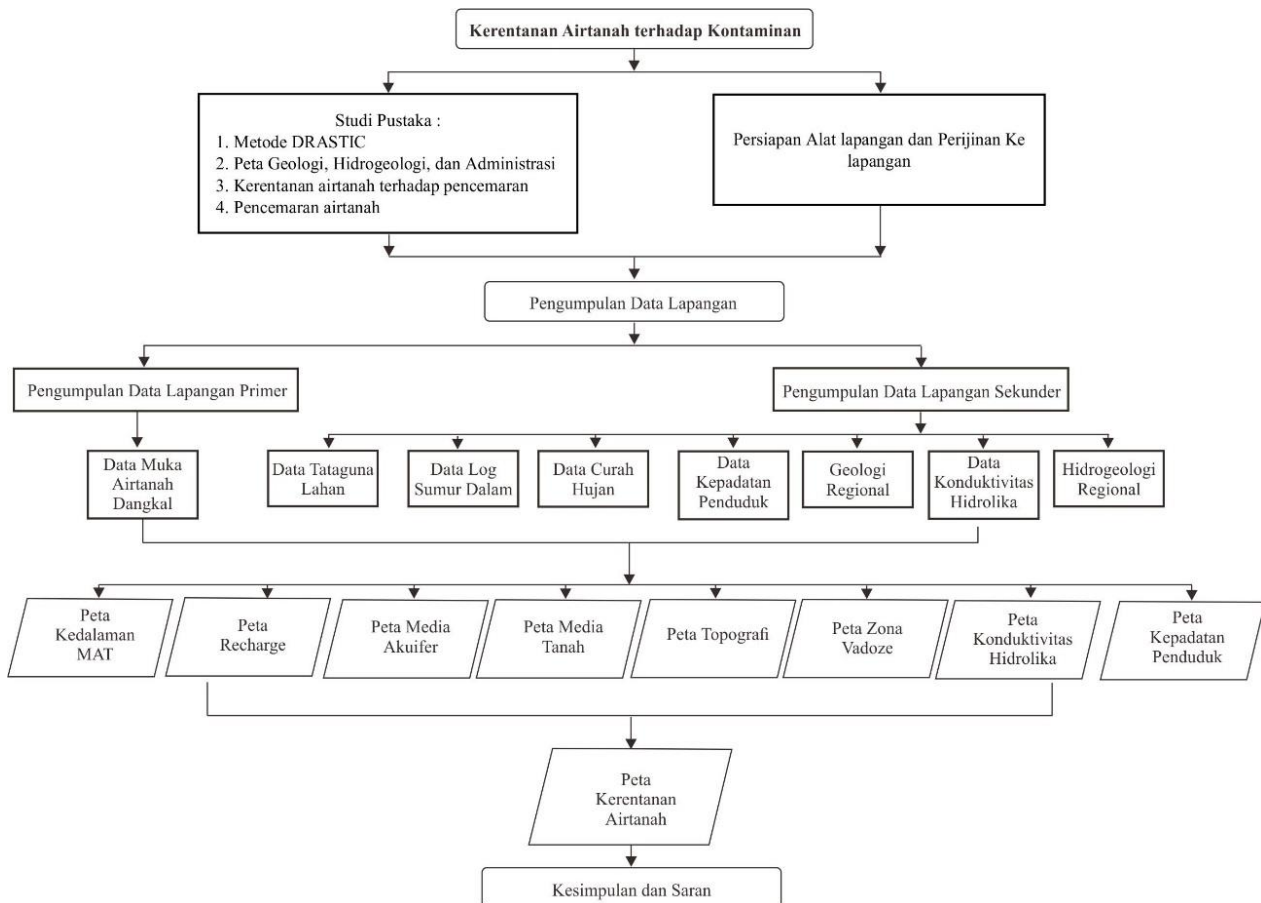 Kerentanan Airtanah terhadap Kontaminan
Studi Pustaka :
1. Metode DRASTIC
2. Peta Geologi, Hidrogeologi, dan Administrasi
3. Kerentanan airtanah terhadap pencemaran
4. Pencemaran airtanah
Persiapan Alat lapangan dan Perijinan Ke
lapangan
Pengumpulan Data Lapangan
Pengumpulan Data Lapangan Primer
Pengumpulan Data Lapangan Sekunder
Data Muka
Airtanah
Dangkal
Data Tataguna
Lahan
Data Log
Sumur Dalam
Data Curah
Hujan
Data
Kepadatan
Penduduk
Geologi
Regional
Data
Konduktivitas
Hidrolika
Hidrogeologi
Regional
Peta
Kedalaman
MAT
Peta
Recharge
Peta Media
Akuifer
Peta Media
Tanah
Peta Topografi
Peta Zona
Vadoze
Peta
Konduktivitas
Hidrolika
Peta
Kepadatan
Penduduk
Peta
Kerentanan
Airtanah
Kesimpulan dan Saran